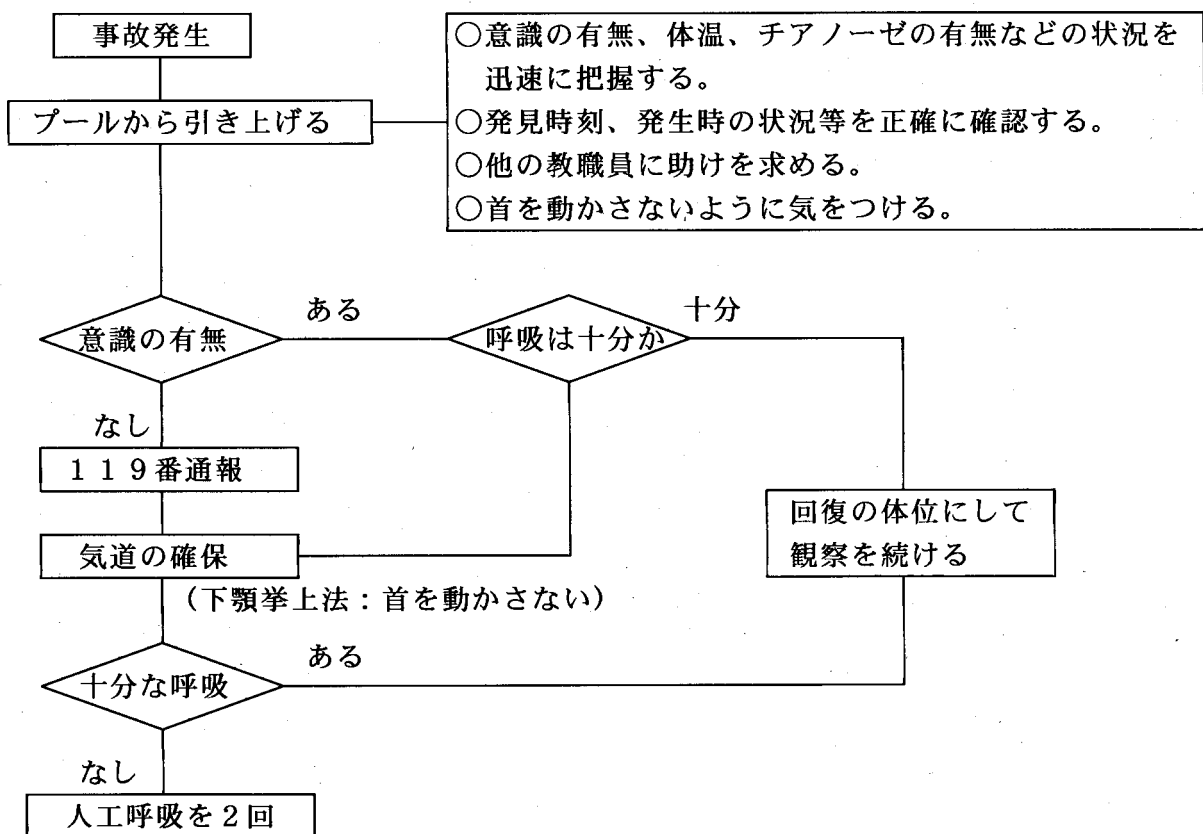 事故発生
○意識の有無、体温、チアノーゼの有無などの状況を
迅速に把握する。
プールから引き上げる
○発見時刻、発生時の状況等を正確に確認する。
○他の教職員に助けを求める。
○首を動かさないように気をつける。
ある
十分
意識の有無
呼吸は十分か
なし
119番通報
回復の体位にして
観察を続ける
気道の確保
(下顎挙上法:首を動かさない)
ある
十分な呼吸
なし
人工呼吸を2回